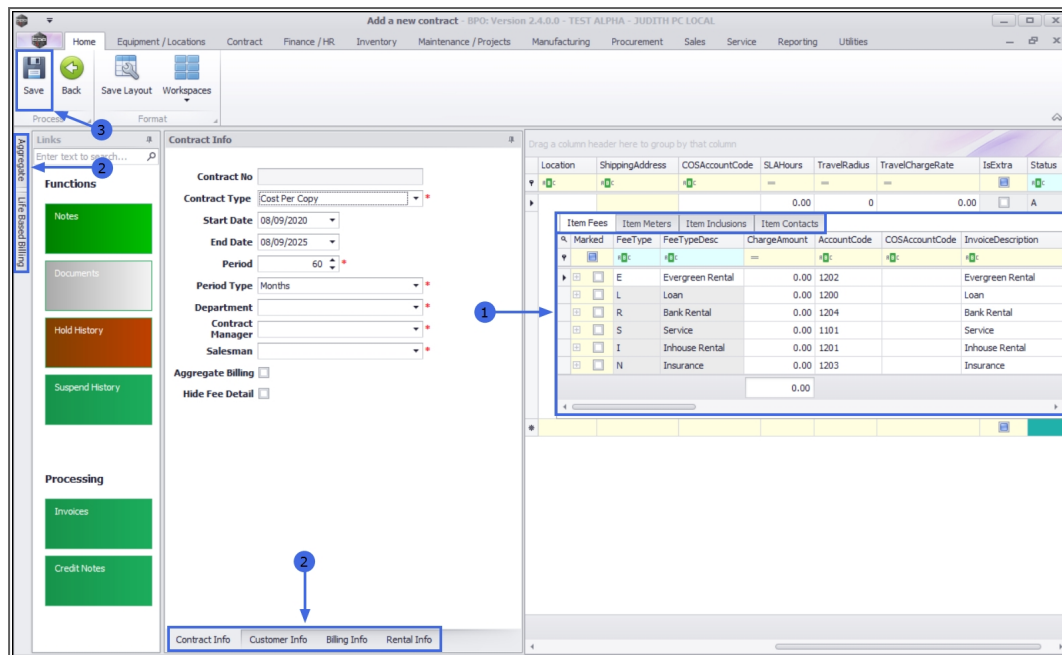 Add a new contract - BPO: Version 2.4.0.0 - TEST ALPHA - JUDITH PC LOCAL
Home Equipment / Locations Contract Finance / HR Inventory Maintenance / Projects Manufacturing Procurement Sales Service Reporting Utilities
Save Back Save Layout Workspaces
Process Format
3
Aggregate
Life Based Billing
2
Links
Enter text to search...
Functions
Notes
Documents
Hold History
Suspend History
Processing
Invoices
Credit Notes
Contract Info
Contract No
Contract Type Cost Per Copy *
Start Date 08/09/2020
End Date 08/09/2025
Period 60 *
Period Type Months *
Department *
Contract Manager *
Salesman *
Aggregate Billing
Hide Fee Detail
2
Contract Info Customer Info Billing Info Rental Info
Drag a column header here to group by that column
Location ShippingAddress COSAccountCode SLAHours TravelRadius TravelChargeRate IsExtra Status
0.00 0 0.00 A
1
Item Fees Item Meters Item Inclusions Item Contacts
Marked FeeType FeeTypeDesc ChargeAmount AccountCode COSAccountCode InvoiceDescription
E Evergreen Rental 0.00 1202 Evergreen Rental
L Loan 0.00 1200 Loan
R Bank Rental 0.00 1204 Bank Rental
S Service 0.00 1101 Service
I Inhouse Rental 0.00 1201 Inhouse Rental
N Insurance 0.00 1203 Insurance
0.00